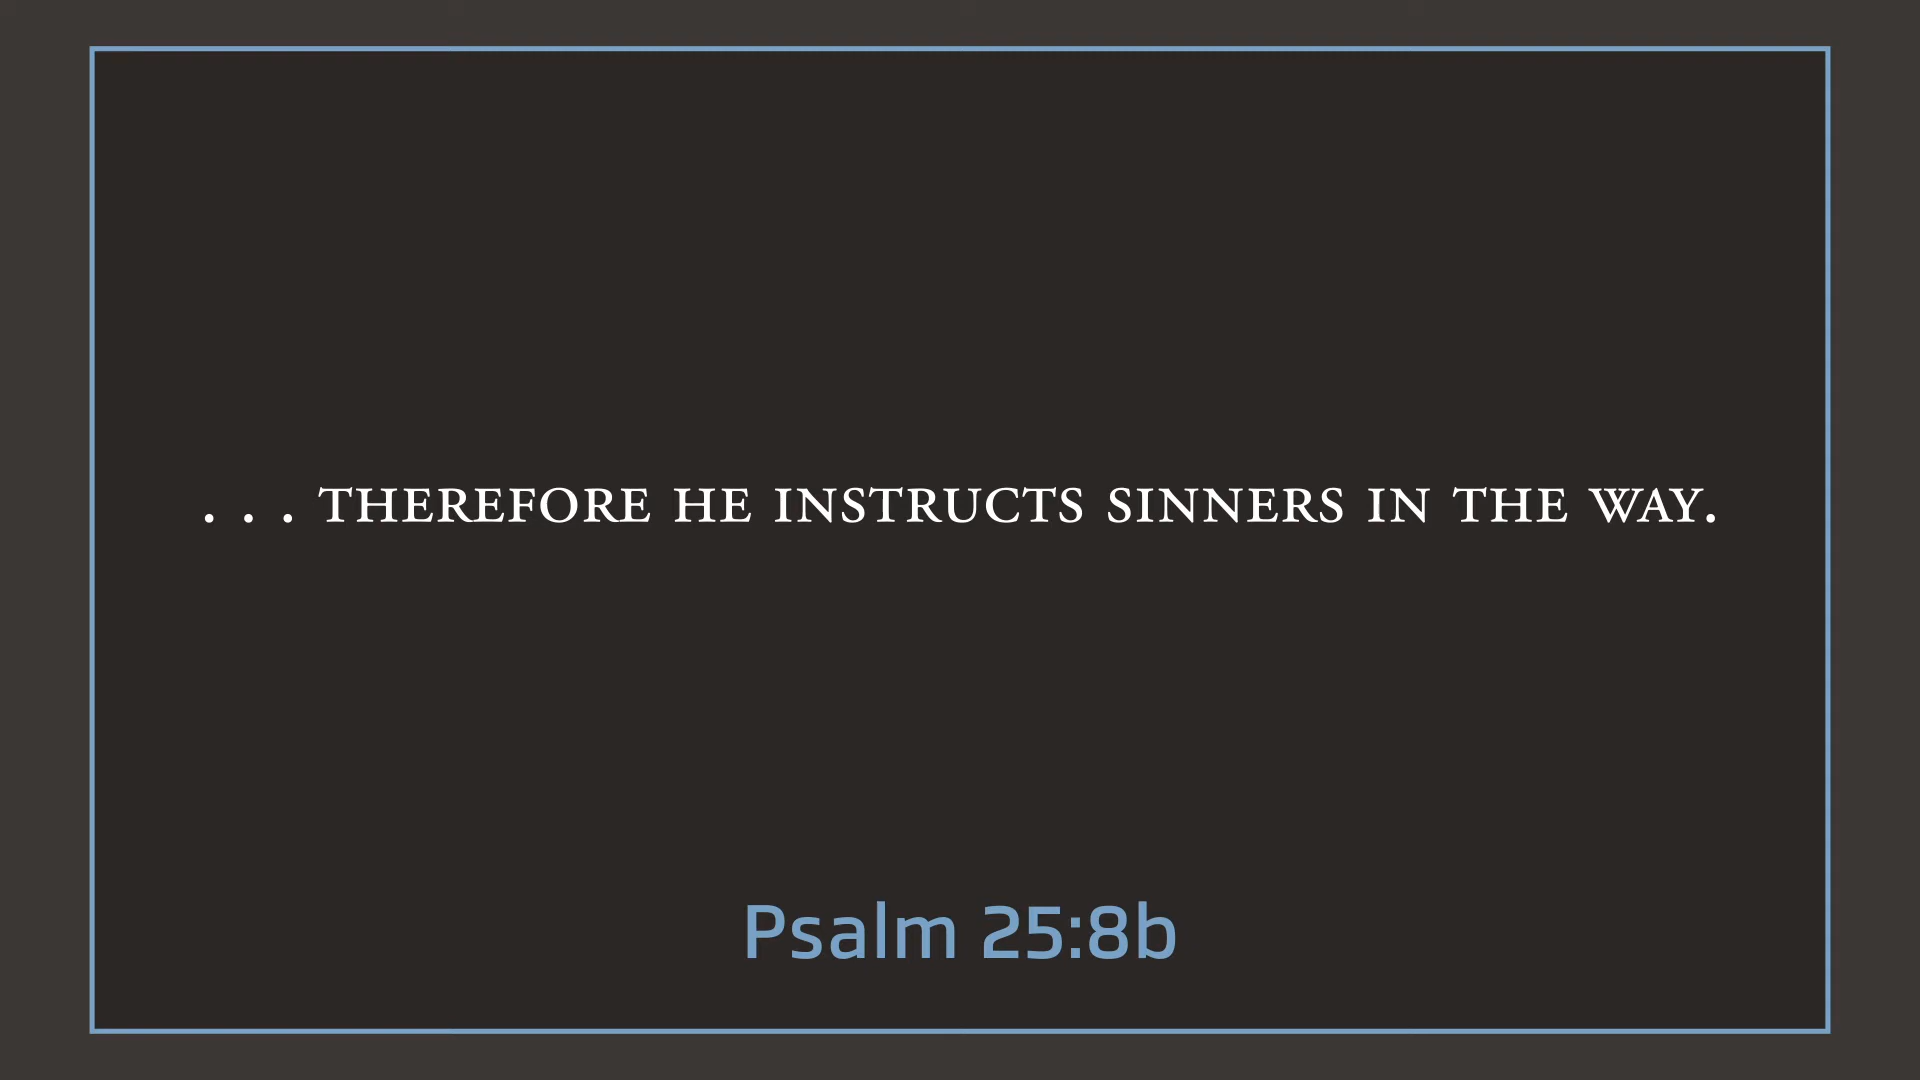 . . . THEREFORE HE INSTRUCTS SINNERS IN THE WAY.
Psalm 25:8b